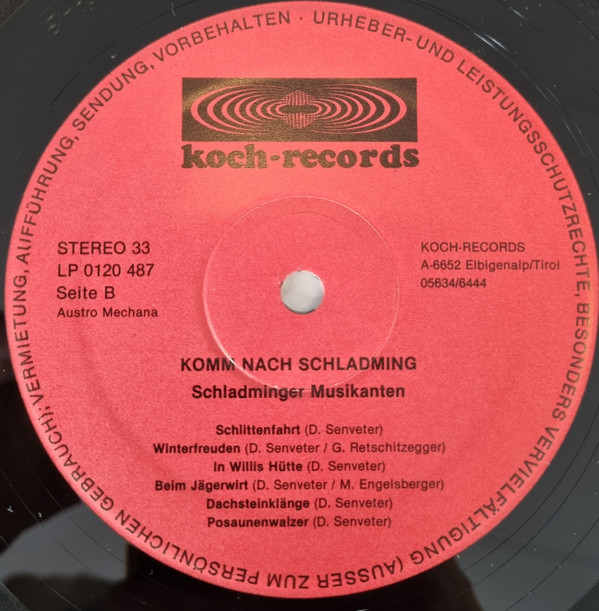 URHEBER- UND LEISTUNGSSCHUTZRECHTE, BESONDERS VERVIELFÄLTIGUNG (AUSSER ZUM PERSÖNLICHEN GEBRAUCH); VERMIETUNG, AUFFÜHRUNG, SENDUNG, VORBEHALTEN ·
koch-records
STEREO 33
LP 0120 487
Seite B
Austro Mechana
KOCH-RECORDS
A-6652 Elbigenalp/Tirol
05634/6444
KOMM NACH SCHLADMING
Schladminger Musikanten
Schlittenfahrt (D. Senveter)
Winterfreuden (D. Senveter / G. Retschitzegger)
In Willis Hütte (D. Senveter)
Beim Jägerwirt (D. Senveter / M. Engelsberger)
Dachsteinklänge (D. Senveter)
Posaunenwalzer (D. Senveter)